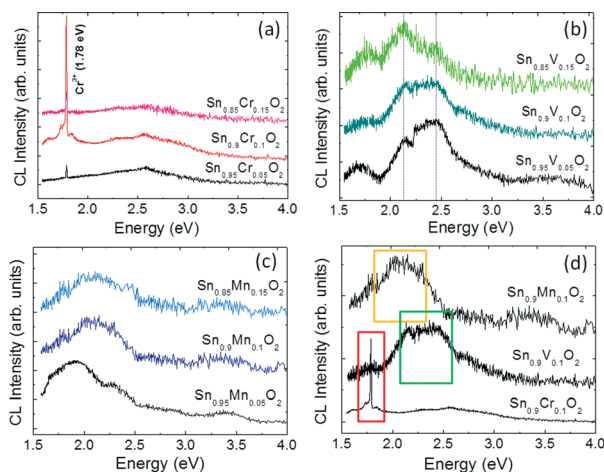 (a)
CL Intensity (arb. units)
Cr³⁺ (1.78 eV)
Sn₀.₈₅Cr₀.₁₅O₂
Sn₀.₉Cr₀.₁O₂
Sn₀.₉₅Cr₀.₀₅O₂
1.5 2.0 2.5 3.0 3.5 4.0
Energy (eV)
(b)
CL Intensity (arb. units)
Sn₀.₈₅V₀.₁₅O₂
Sn₀.₉V₀.₁O₂
Sn₀.₉₅V₀.₀₅O₂
1.5 2.0 2.5 3.0 3.5 4.0
Energy (eV)
(c)
CL Intensity (arb. units)
Sn₀.₈₅Mn₀.₁₅O₂
Sn₀.₉Mn₀.₁O₂
Sn₀.₉₅Mn₀.₀₅O₂
1.5 2.0 2.5 3.0 3.5 4.0
Energy (eV)
(d)
CL Intensity (arb. units)
Sn₀.₉Mn₀.₁O₂
Sn₀.₉V₀.₁O₂
Sn₀.₉Cr₀.₁O₂
1.5 2.0 2.5 3.0 3.5 4.0
Energy (eV)